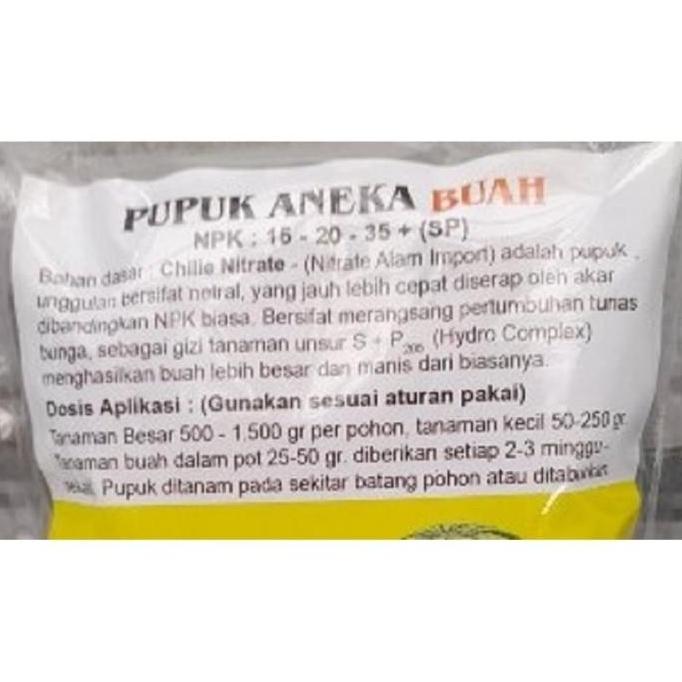 PUPUK ANEKA BUAH
NPK : 16 - 20 - 35 + (SP)
Bahan dasar : Chilie Nitrate - (Nitrate Alam Import) adalah pupuk
unggulan bersifat netral, yang jauh lebih cepat diserap oleh akar
dibandingkan NPK biasa. Bersifat merangsang pertumbuhan tunas
bunga, sebagai gizi tanaman unsur S + P₂₀₅ (Hydro Complex)
menghasilkan buah lebih besar dan manis dari biasanya.
Dosis Aplikasi : (Gunakan sesuai aturan pakai)
Tanaman Besar 500 - 1.500 gr per pohon, tanaman kecil 50-250 gr.
Tanaman buah dalam pot 25-50 gr. diberikan setiap 2-3 minggu-
sekali. Pupuk ditanam pada sekitar batang pohon atau ditaburkan